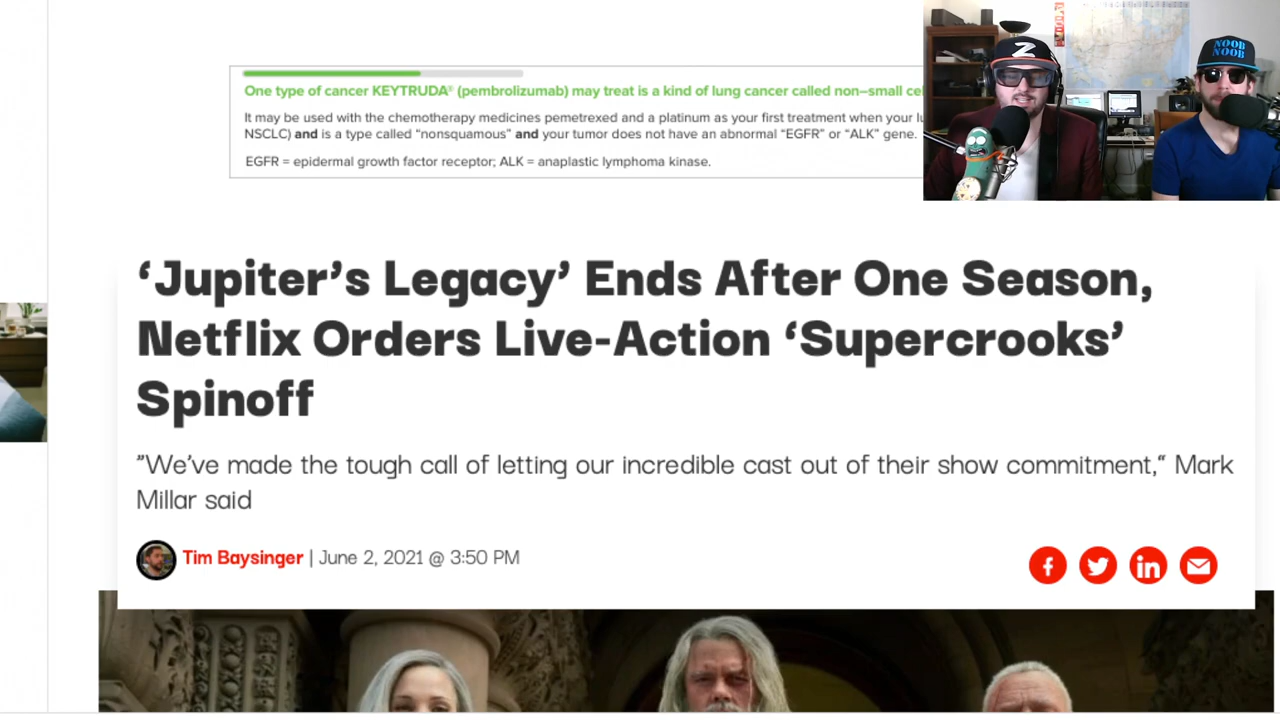 One type of cancer KEYTRUDA® (pembrolizumab) may treat is a kind of lung cancer called non–small
It may be used with the chemotherapy medicines pemetrexed and a platinum as your first treatment when your
NSCLC) and is a type called “nonsquamous” and your tumor does not have an abnormal “EGFR” or “ALK” gene.
EGFR = epidermal growth factor receptor; ALK = anaplastic lymphoma kinase.
Z
NOOB
NOOB
‘Jupiter’s Legacy’ Ends After One Season,
Netflix Orders Live-Action ‘Supercrooks’
Spinoff
”We’ve made the tough call of letting our incredible cast out of their show commitment,“ Mark
Millar said
Tim Baysinger | June 2, 2021 @ 3:50 PM